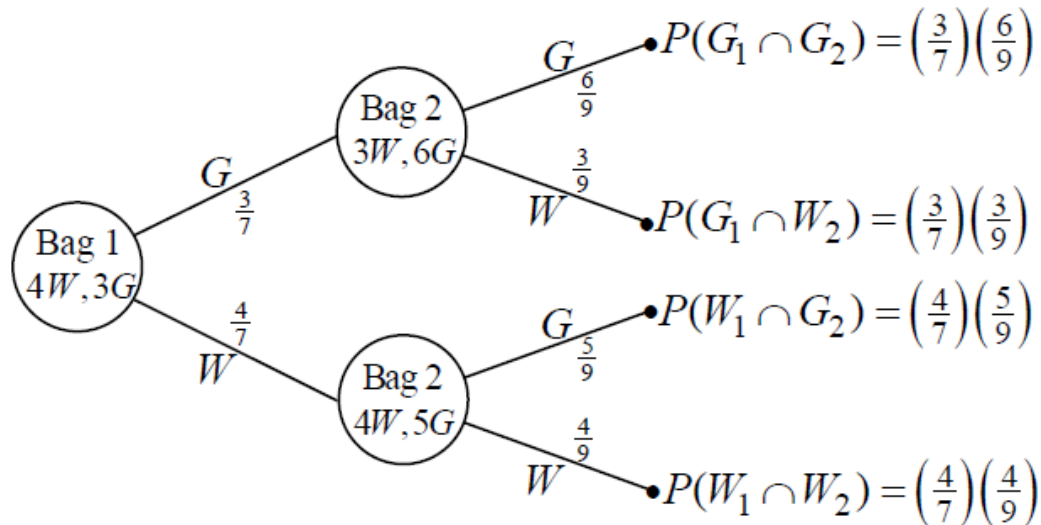 G
6/9
P(G₁ ∩ G₂) = (3/7)(6/9)
Bag 2
3W, 6G
G
3/7
3/9
W
P(G₁ ∩ W₂) = (3/7)(3/9)
Bag 1
4W, 3G
4/7
W
G
5/9
P(W₁ ∩ G₂) = (4/7)(5/9)
Bag 2
4W, 5G
4/9
W
P(W₁ ∩ W₂) = (4/7)(4/9)